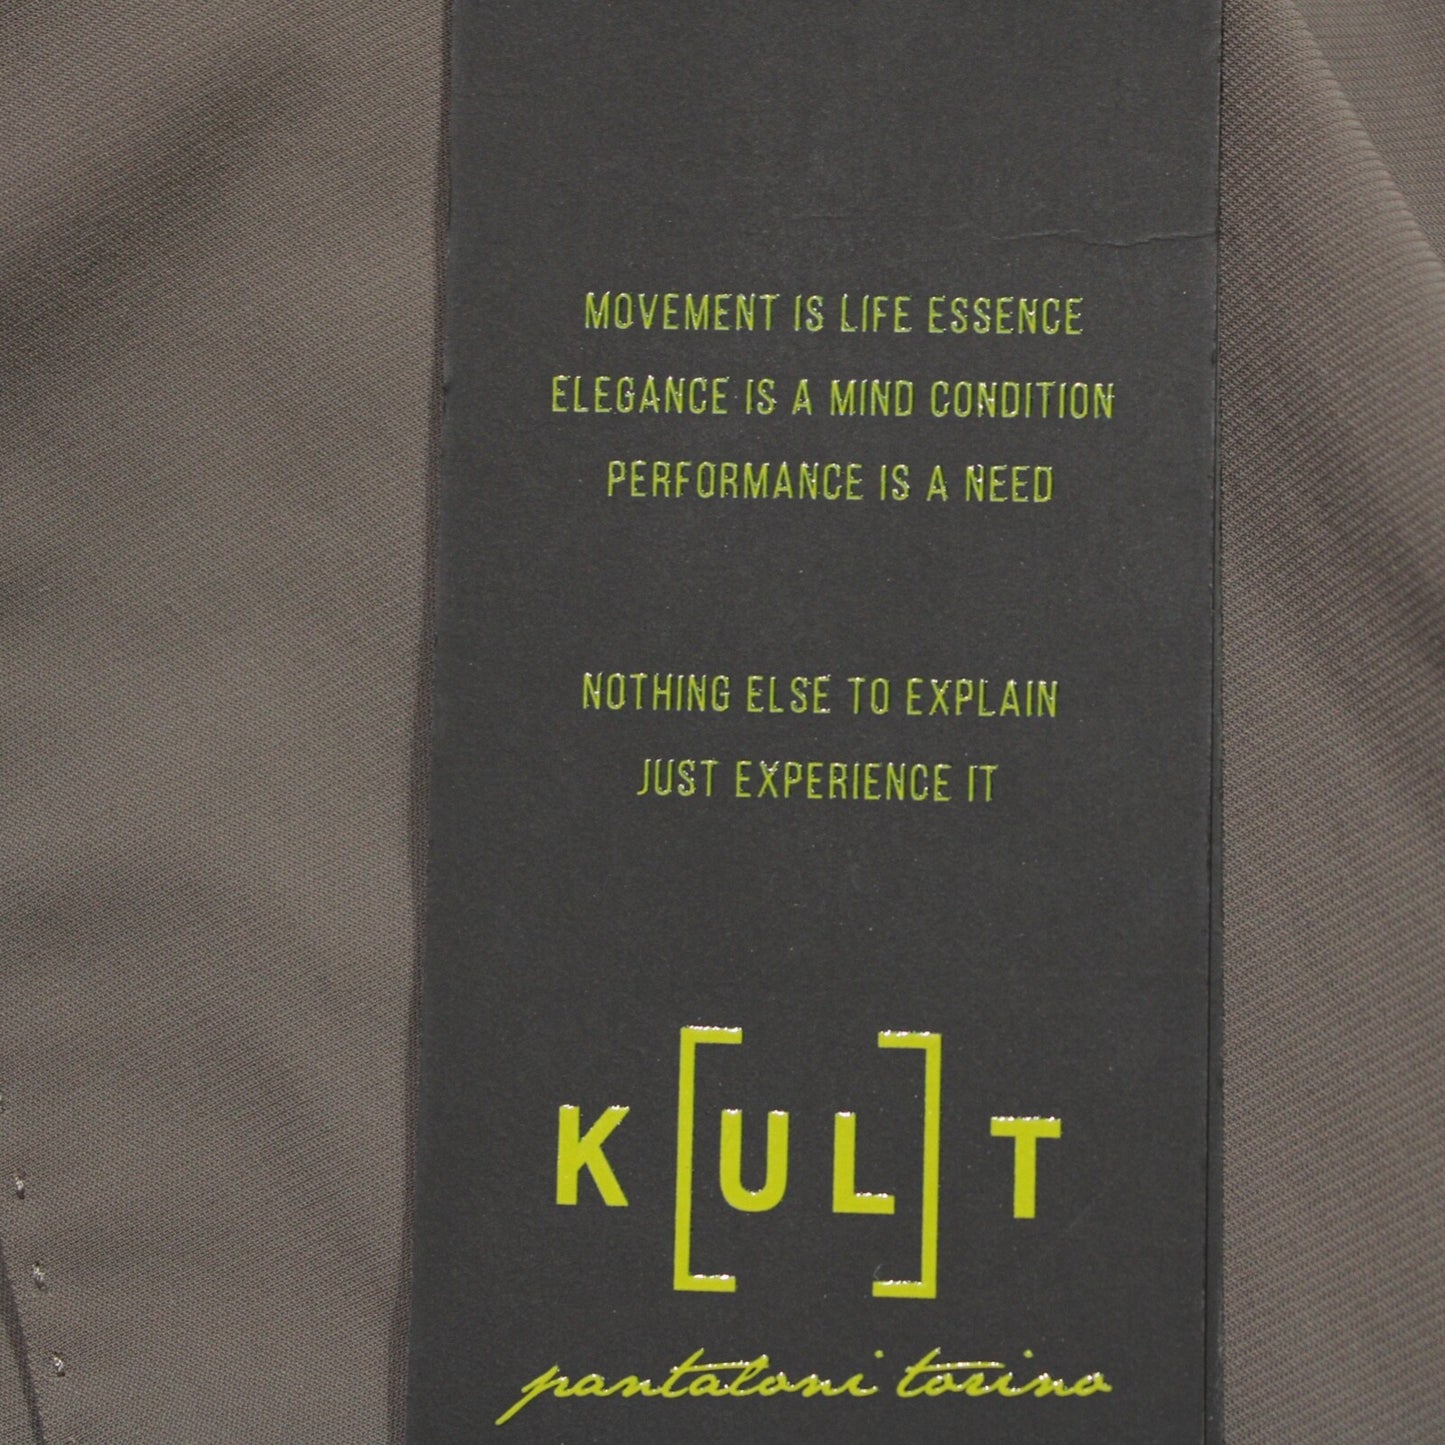 MOVEMENT IS LIFE ESSENCE
ELEGANCE IS A MIND CONDITION
PERFORMANCE IS A NEED
NOTHING ELSE TO EXPLAIN
JUST EXPERIENCE IT
K[UL]T
pantaloni torino